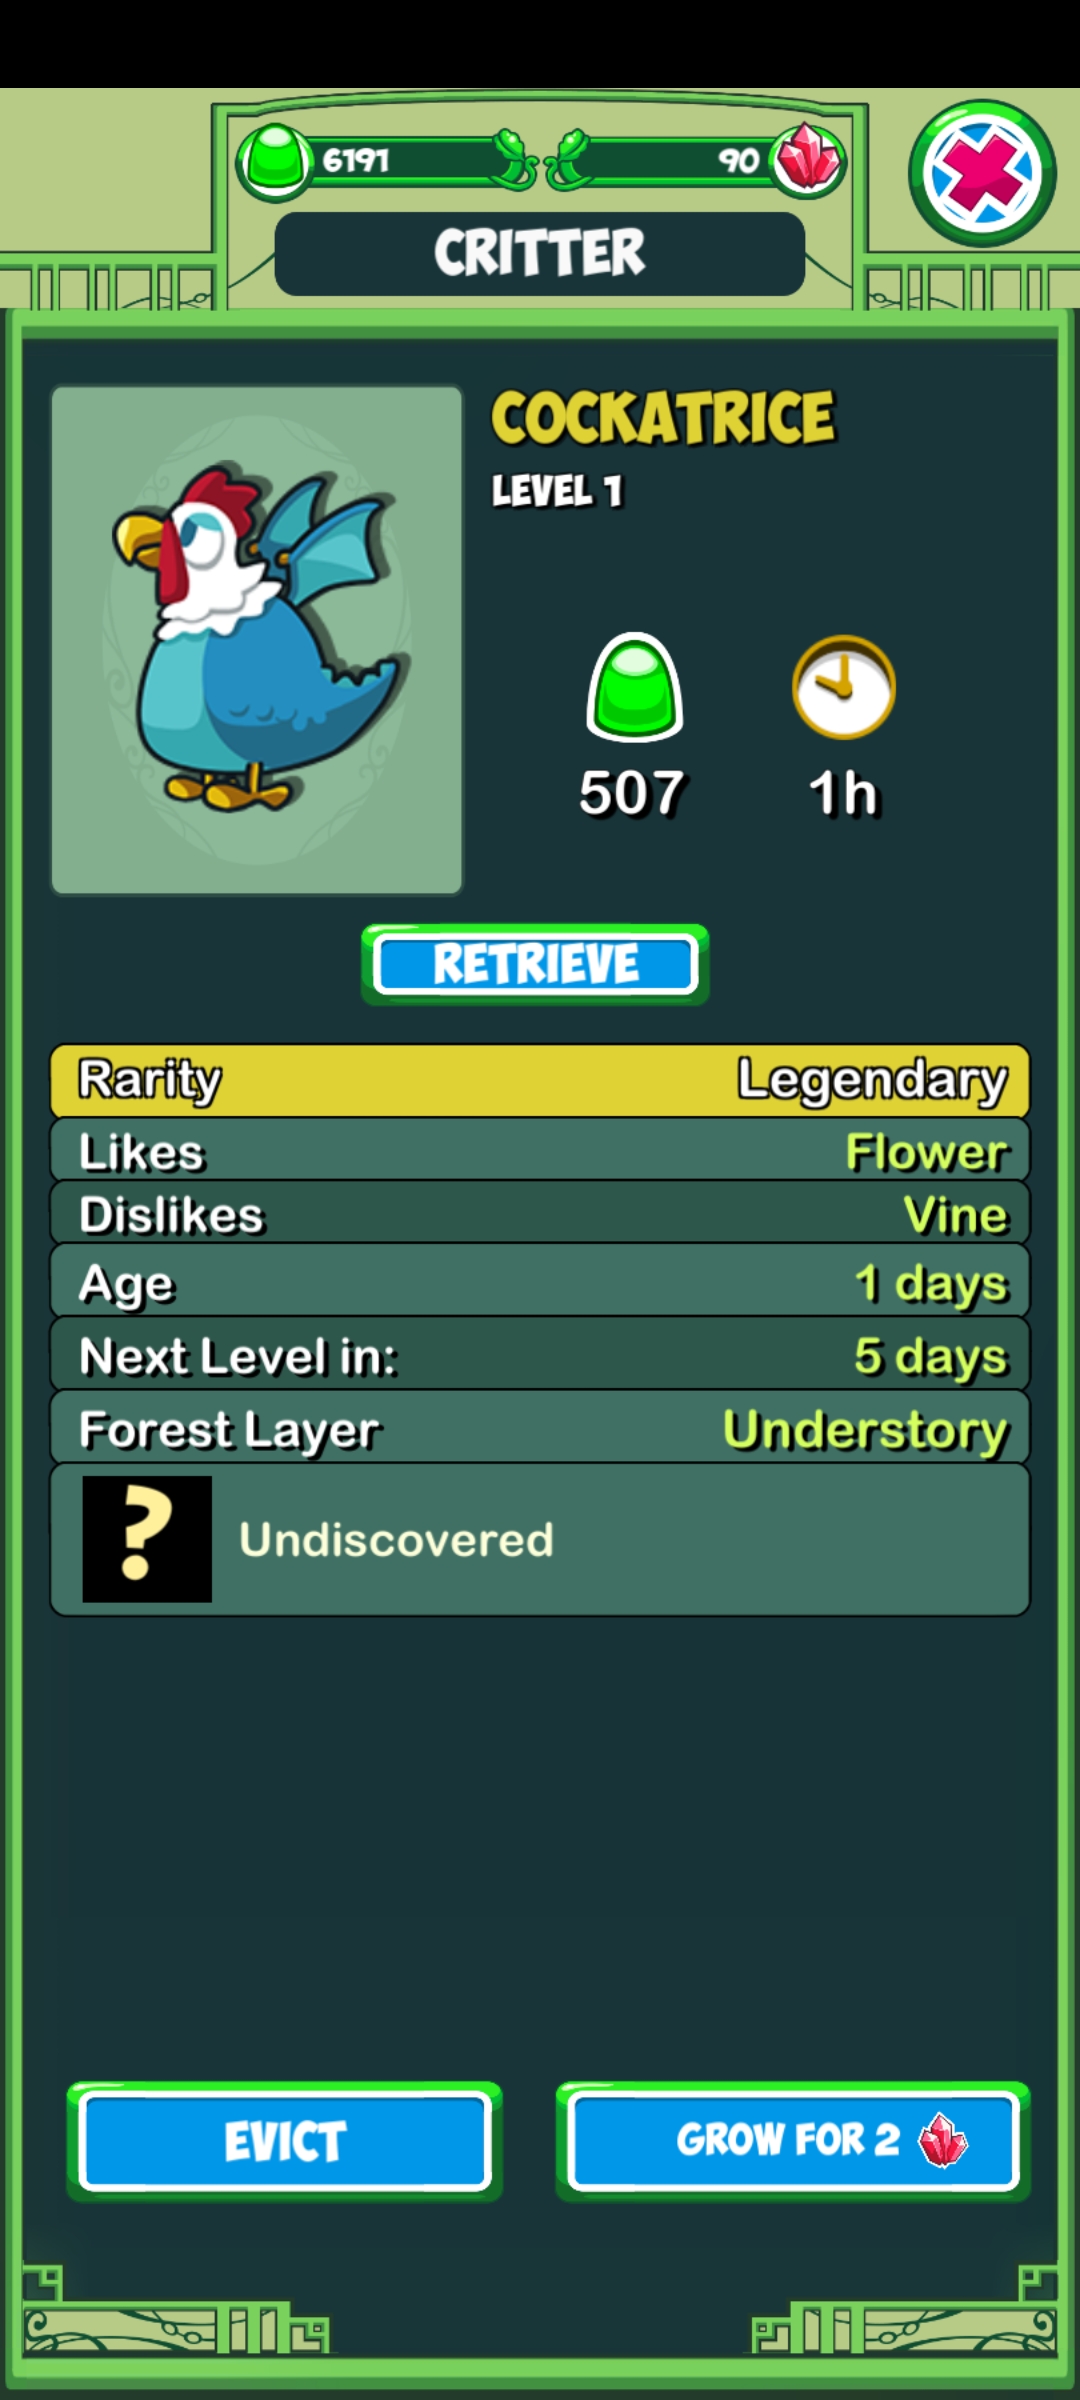 6191
90
CRITTER
COCKATRICE
LEVEL 1
507
1h
RETRIEVE
Rarity Legendary
Likes Flower
Dislikes Vine
Age 1 days
Next Level in: 5 days
Forest Layer Understory
? Undiscovered
EVICT
GROW FOR 2